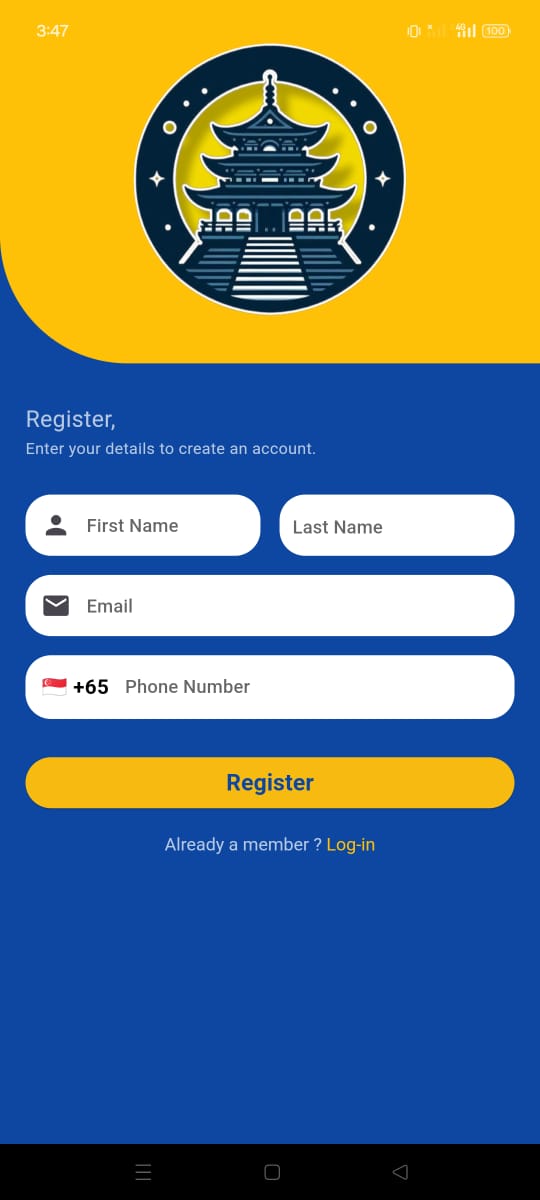 3:47
4G
100
Register,
Enter your details to create an account.
First Name
Last Name
Email
+65 Phone Number
Register
Already a member ? Log-in